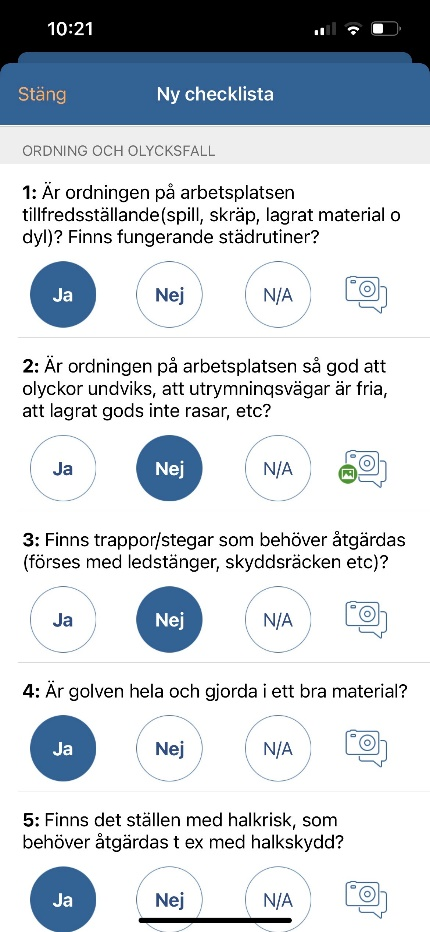 10:21
Stäng
Ny checklista
ORDNING OCH OLYCKSFALL
1: Är ordningen på arbetsplatsen
tillfredsställande(spill, skräp, lagrat material o
dyl)? Finns fungerande städrutiner?
Ja
Nej
N/A
2: Är ordningen på arbetsplatsen så god att
olyckor undviks, att utrymninqsvägar är fria,
att lagrat gods inte rasar, etc?
Ja
Nej
N/A
3: Finns trappor/stegar som behöver åtgärdas
(förses med ledstänger, skyddsräcken etc)?
Ja
Nej
N/A
4: Är golven hela och gjorda i ett bra material?
Ja
Nej
N/A
5: Finns det ställen med halkrisk, som
behöver åtgärdas t ex med halkskydd?
Ja
Nej
N/A